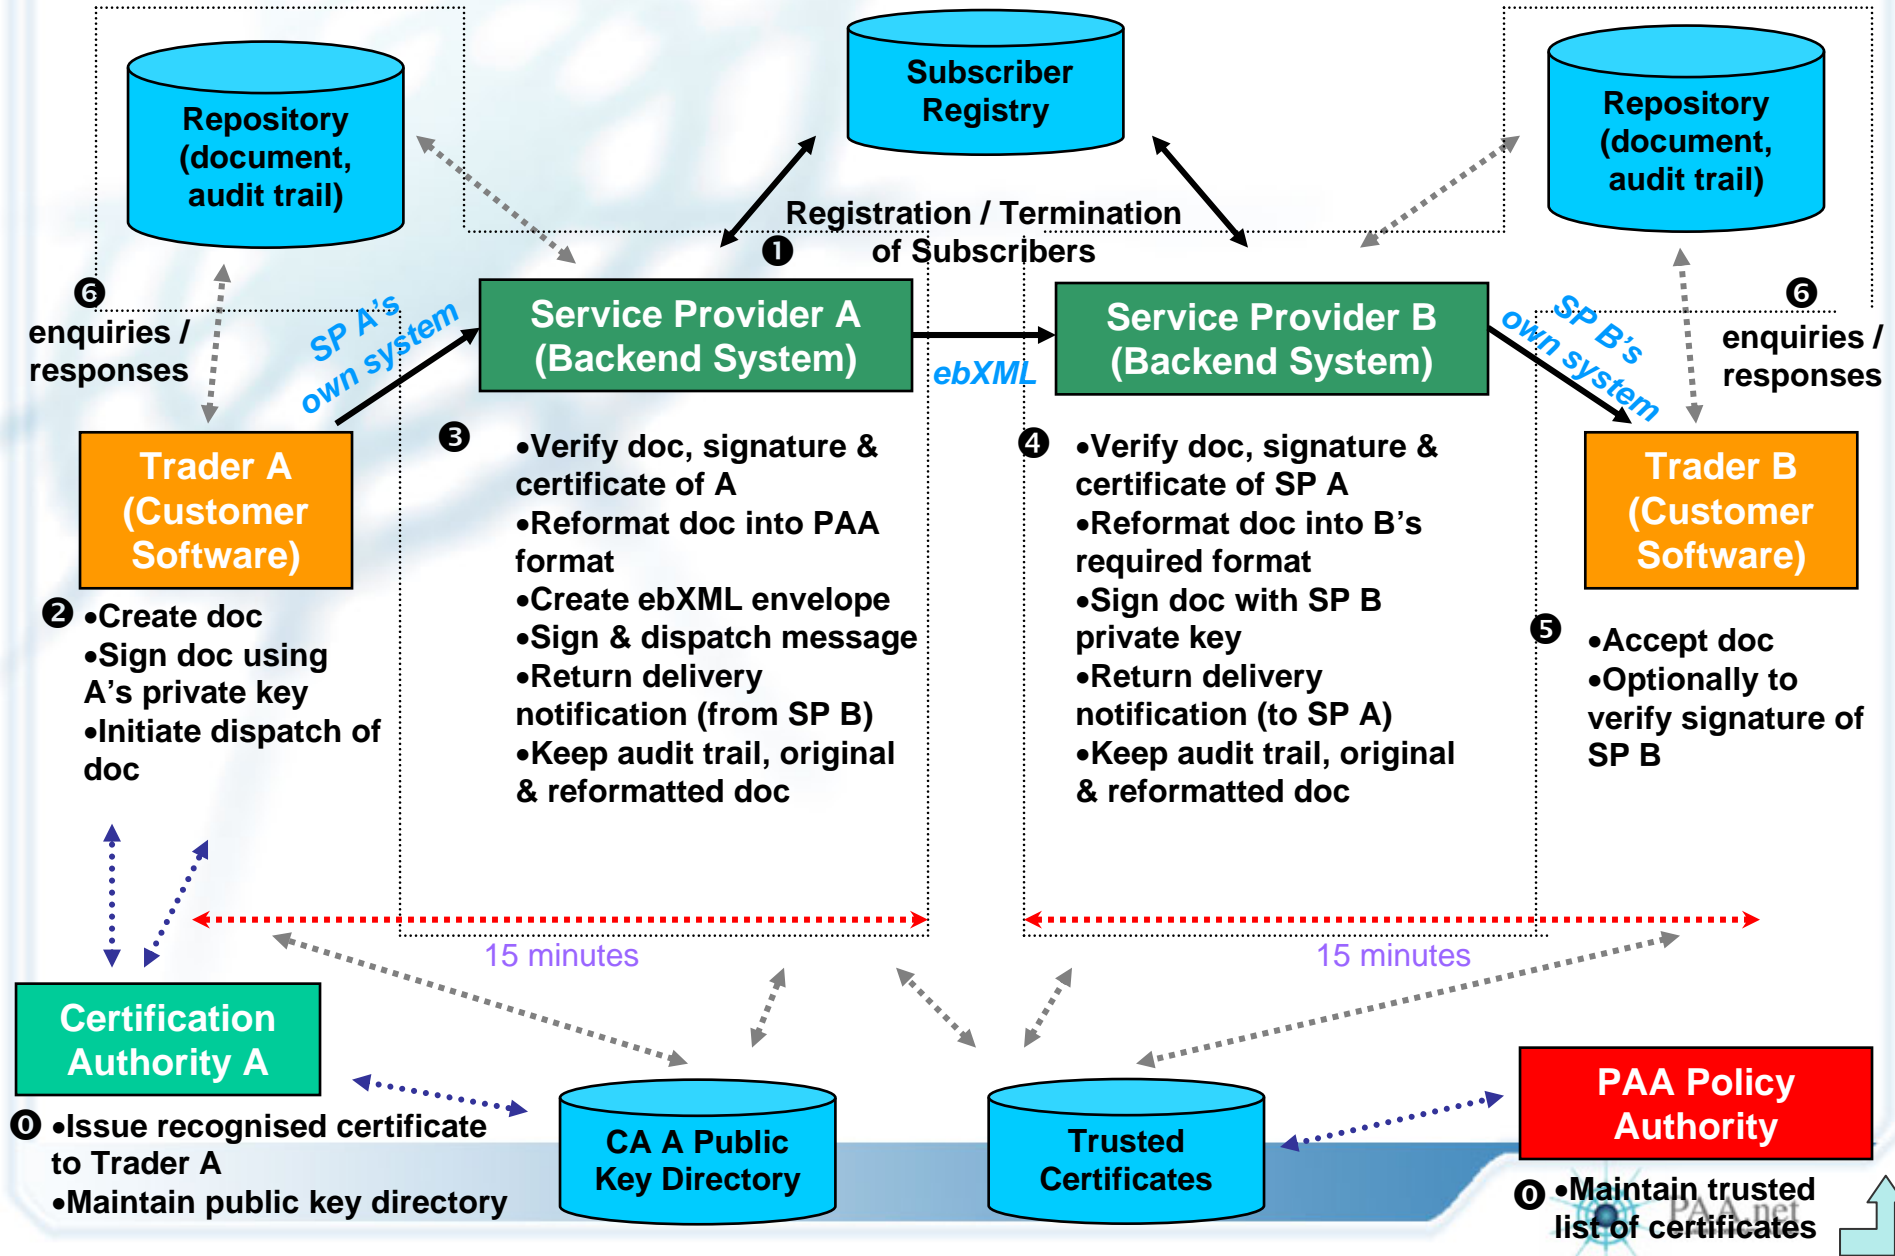 Repository
(document,
audit trail)
Subscriber
Registry
Repository
(document,
audit trail)
❶
Registration / Termination
of Subscribers
❻
enquiries /
responses
SP A's
own system
Service Provider A
(Backend System)
ebXML
Service Provider B
(Backend System)
SP B's
own system
❻
enquiries /
responses
Trader A
(Customer
Software)
❷
•Create doc
•Sign doc using
A's private key
•Initiate dispatch of
doc
❸
•Verify doc, signature &
certificate of A
•Reformat doc into PAA
format
•Create ebXML envelope
•Sign & dispatch message
•Return delivery
notification (from SP B)
•Keep audit trail, original
& reformatted doc
❹
•Verify doc, signature &
certificate of SP A
•Reformat doc into B's
required format
•Sign doc with SP B
private key
•Return delivery
notification (to SP A)
•Keep audit trail, original
& reformatted doc
Trader B
(Customer
Software)
❺
•Accept doc
•Optionally to
verify signature of
SP B
15 minutes
15 minutes
Certification
Authority A
⓿ •Issue recognised certificate
to Trader A
•Maintain public key directory
CA A Public
Key Directory
Trusted
Certificates
PAA Policy
Authority
⓿ •Maintain trusted
list of certificates
PAA.net